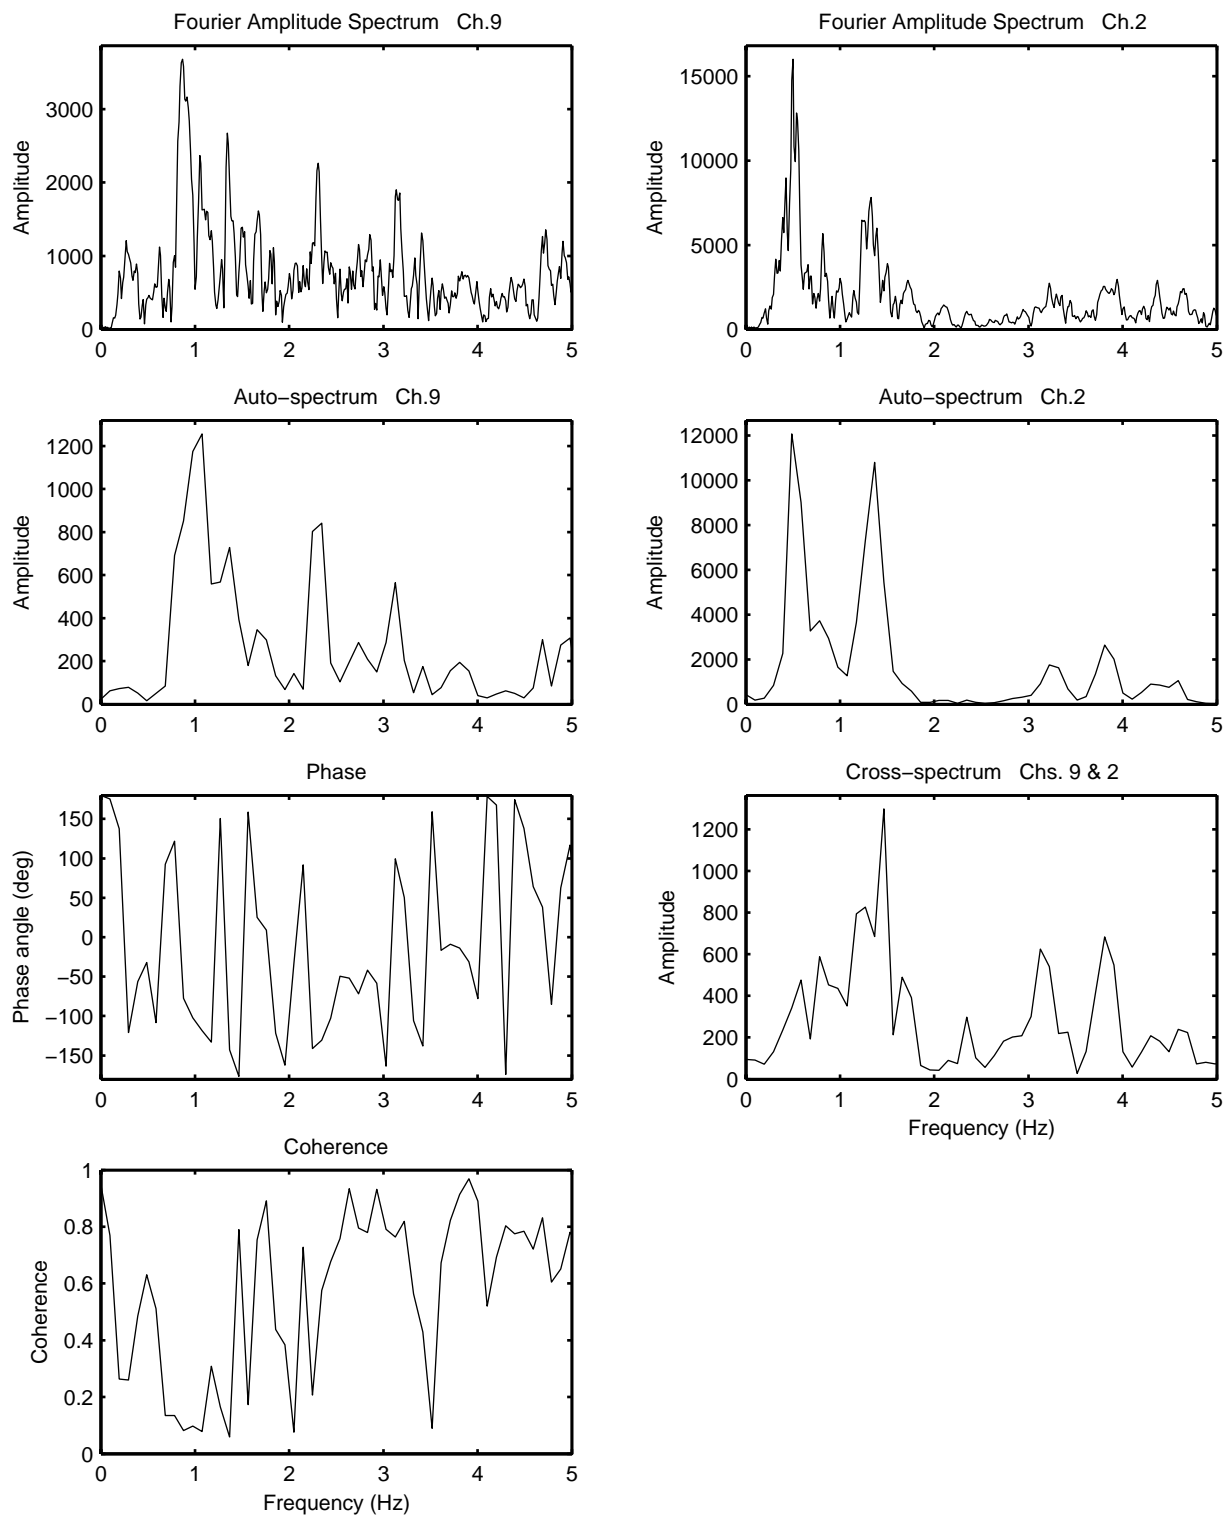 Fourier Amplitude Spectrum Ch.9
Amplitude
3000
2000
1000
0
0 1 2 3 4 5
Fourier Amplitude Spectrum Ch.2
Amplitude
15000
10000
5000
0
0 1 2 3 4 5
Auto−spectrum Ch.9
Amplitude
1200
1000
800
600
400
200
0
0 1 2 3 4 5
Auto−spectrum Ch.2
Amplitude
12000
10000
8000
6000
4000
2000
0
0 1 2 3 4 5
Phase
Phase angle (deg)
150
100
50
0
−50
−100
−150
0 1 2 3 4 5
Cross−spectrum Chs. 9 & 2
Amplitude
1200
1000
800
600
400
200
0
0 1 2 3 4 5
Frequency (Hz)
Coherence
Coherence
1
0.8
0.6
0.4
0.2
0
0 1 2 3 4 5
Frequency (Hz)